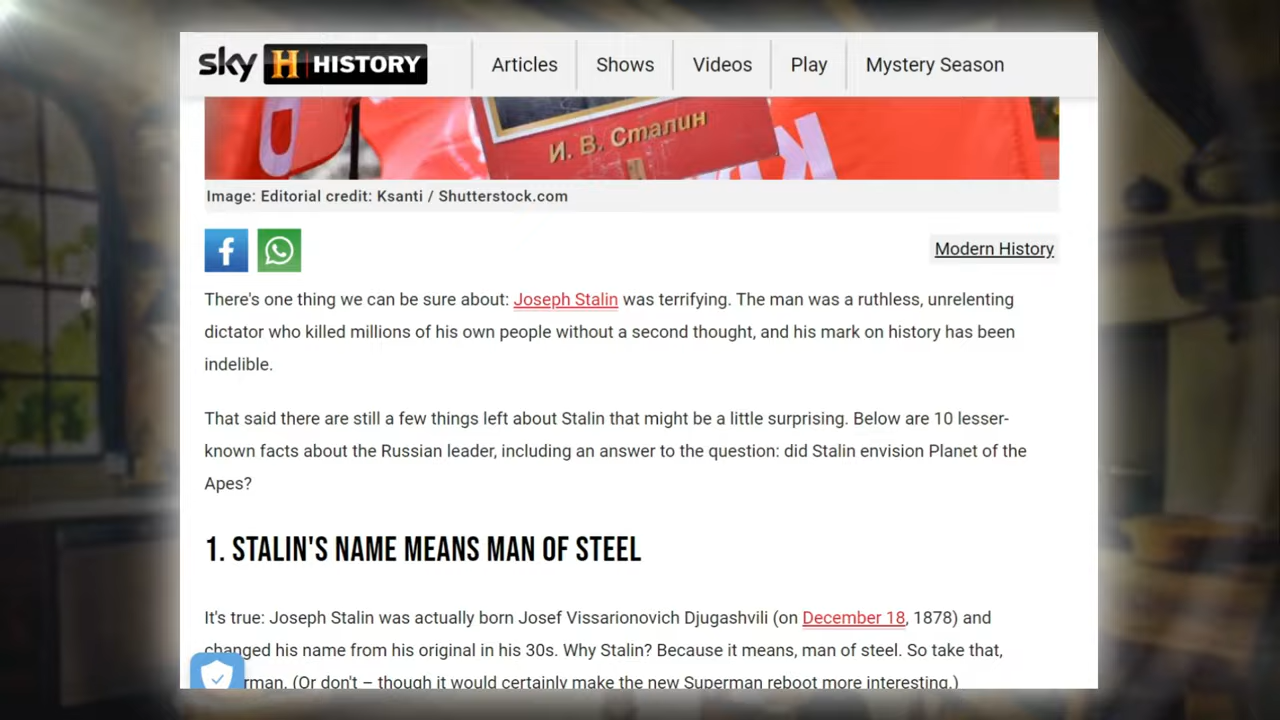 sky HISTORY
Articles
Shows
Videos
Play
Mystery Season
И. В. Сталин
Image: Editorial credit: Ksanti / Shutterstock.com
Modern History
There's one thing we can be sure about: Joseph Stalin was terrifying. The man was a ruthless, unrelenting
dictator who killed millions of his own people without a second thought, and his mark on history has been
indelible.
That said there are still a few things left about Stalin that might be a little surprising. Below are 10 lesser-
known facts about the Russian leader, including an answer to the question: did Stalin envision Planet of the
Apes?
1. STALIN'S NAME MEANS MAN OF STEEL
It's true: Joseph Stalin was actually born Josef Vissarionovich Djugashvili (on December 18, 1878) and
changed his name from his original in his 30s. Why Stalin? Because it means, man of steel. So take that,
rman. (Or don't – though it would certainly make the new Superman reboot more interesting.)